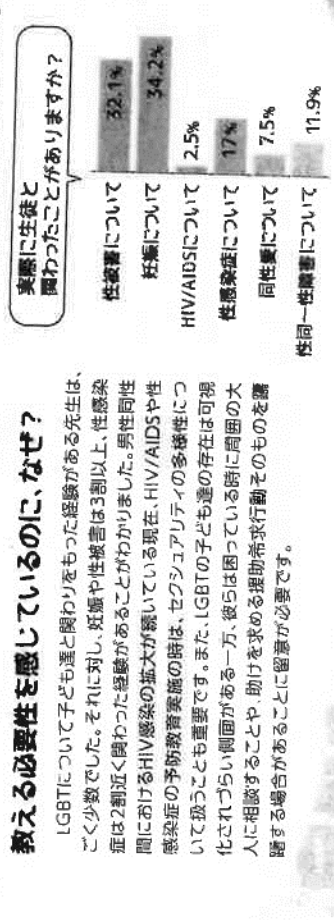 教える必要性を感じているのに、なぜ？
LGBTについて子ども達と関わりをもった経験がある先生は、
ごく少数でした。それに対し、妊娠や性被害は3割以上、性感染
症は2割近く関わった経験があることがわかりました。男性同性
間におけるHIV感染の拡大が続いている現在、HIV/AIDSや性
感染症の予防教育実施の時は、セクシュアリティの多様性につ
いて扱うことも重要です。また、LGBTの子ども達の存在は可視
化されづらい側面がある一方、彼らは困っている時に周囲の大
人に相談することや、助けを求める援助希求行動そのものを躊
躇する場合があることに留意が必要です。
実際に生徒と
関わったことがありますか？
性被害について 32.1%
妊娠について 34.2%
HIV/AIDSについて 2.5%
性感染症について 17%
同性愛について 7.5%
性同一性障害について 11.9%